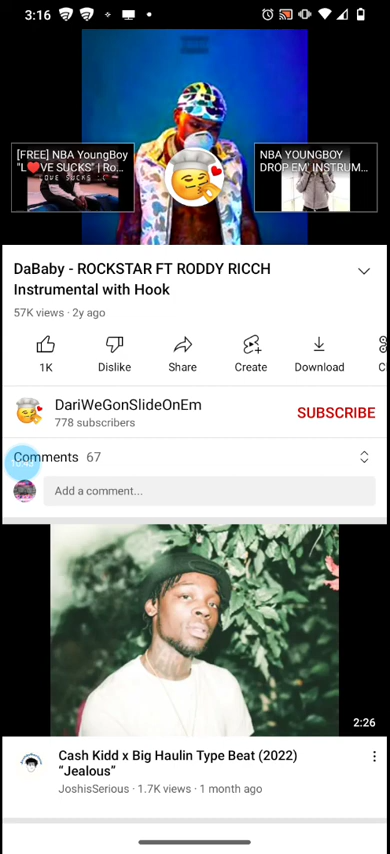 3:16
[FREE] NBA YoungBoy
"L❤️VE SUCKS" | Ro...
LOVE SUCKS
NBA YOUNGBOY
DROP EM' INSTRUM...
DaBaby - ROCKSTAR FT RODDY RICCH
Instrumental with Hook
57K views · 2y ago
1K
Dislike
Share
Create
Download
DariWeGonSlideOnEm
778 subscribers
SUBSCRIBE
Comments 67
Add a comment...
2:26
Cash Kidd x Big Haulin Type Beat (2022)
“Jealous”
JoshisSerious · 1.7K views · 1 month ago